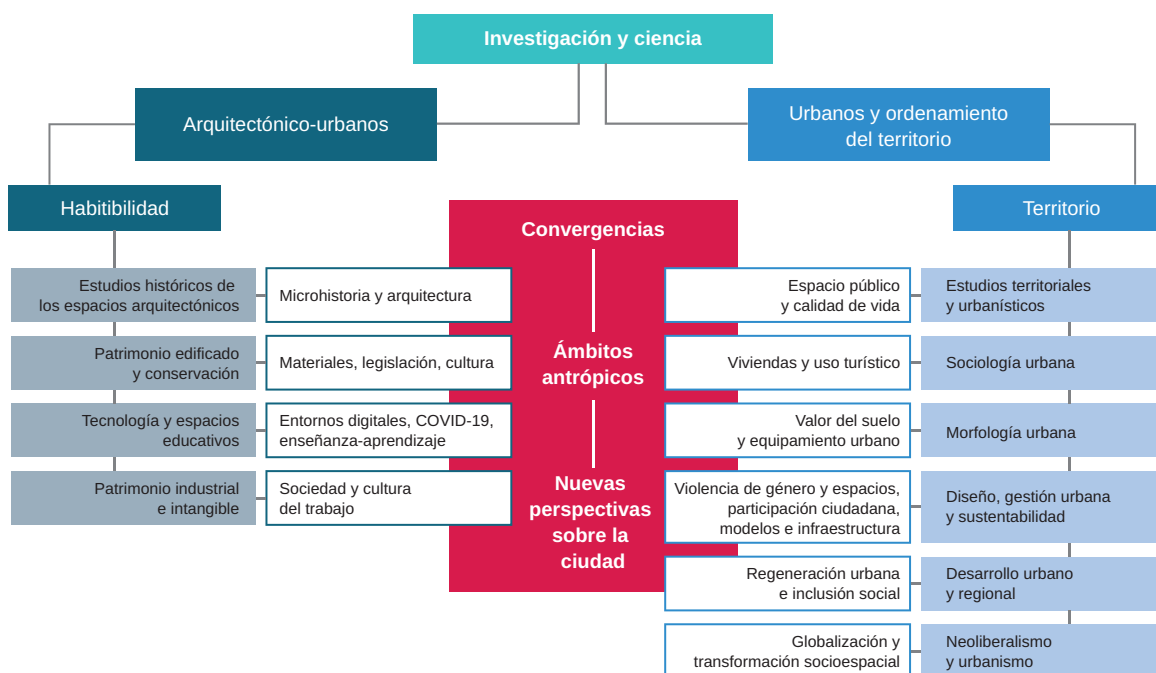 Investigación y ciencia
Arquitectónico-urbanos
Urbanos y ordenamiento
del territorio
Habitibilidad
Territorio
Estudios históricos de
los espacios arquitectónicos
Microhistoria y arquitectura
Patrimonio edificado
y conservación
Materiales, legislación, cultura
Tecnología y espacios
educativos
Entornos digitales, COVID-19,
enseñanza-aprendizaje
Patrimonio industrial
e intangible
Sociedad y cultura
del trabajo
Convergencias
Ámbitos
antrópicos
Nuevas
perspectivas
sobre la
ciudad
Espacio público
y calidad de vida
Estudios territoriales
y urbanísticos
Viviendas y uso turístico
Sociología urbana
Valor del suelo
y equipamiento urbano
Morfología urbana
Violencia de género y espacios,
participación ciudadana,
modelos e infraestructura
Diseño, gestión urbana
y sustentabilidad
Regeneración urbana
e inclusión social
Desarrollo urbano
y regional
Globalización y
transformación socioespacial
Neoliberalismo
y urbanismo